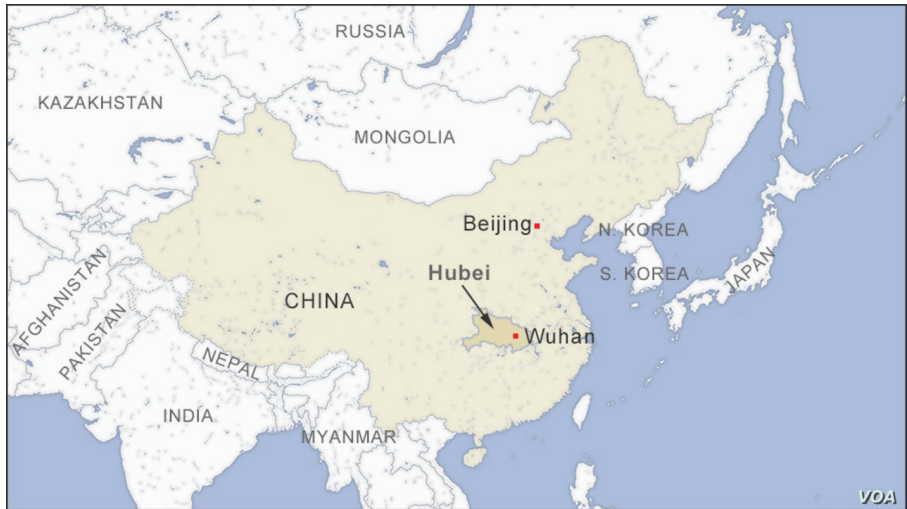 RUSSIA
KAZAKHSTAN
MONGOLIA
Beijing
N. KOREA
Hubei
S. KOREA
JAPAN
AFGHANISTAN
CHINA
PAKISTAN
Wuhan
NEPAL
INDIA
MYANMAR
VOA